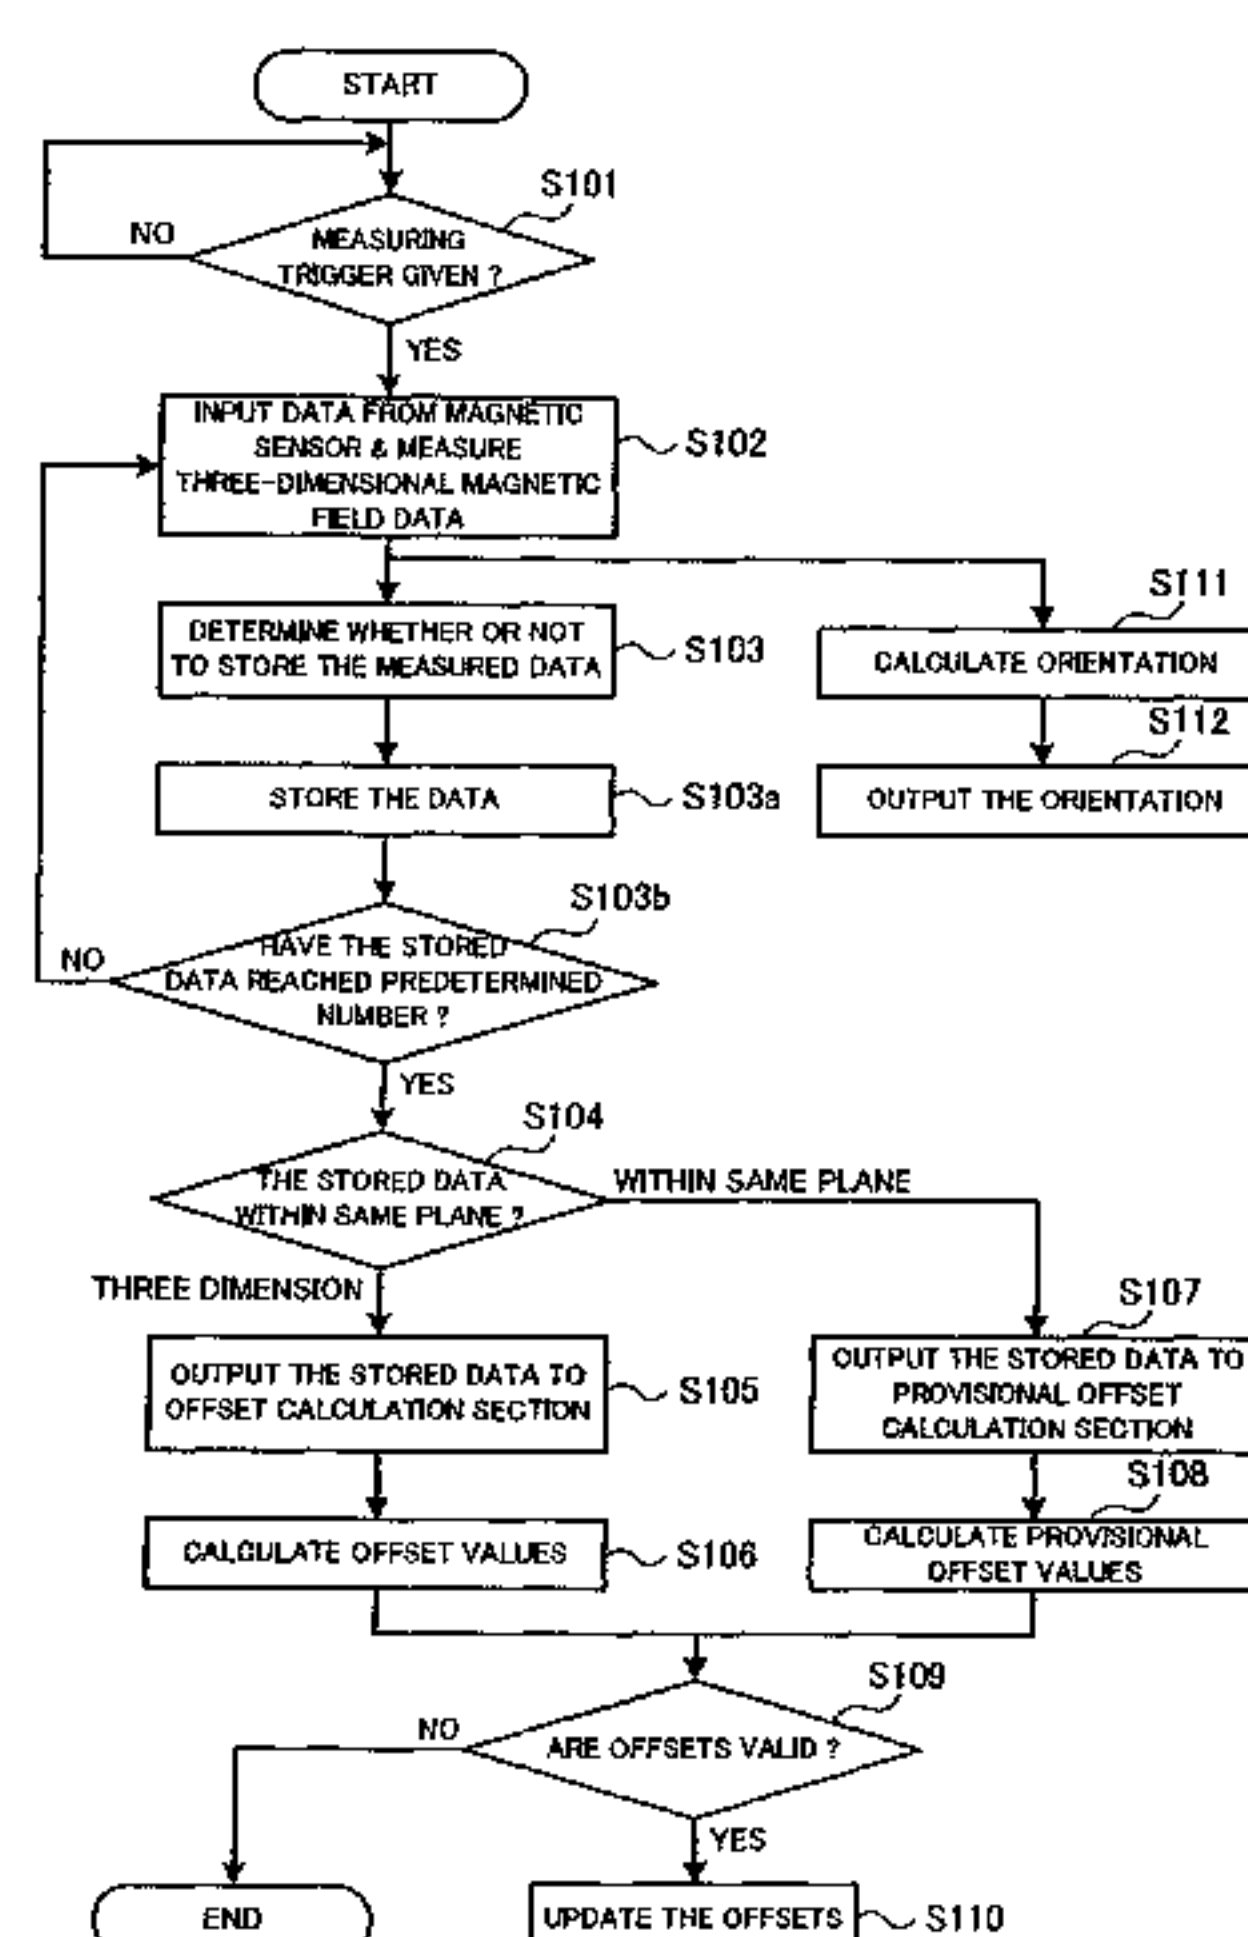 START
S101
NO
MEASURING
TRIGGER GIVEN ?
YES
INPUT DATA FROM MAGNETIC
SENSOR & MEASURE
THREE-DIMENSIONAL MAGNETIC
FIELD DATA
S102
S111
DETERMINE WHETHER OR NOT
TO STORE THE MEASURED DATA
S103
CALCULATE ORIENTATION
S112
STORE THE DATA
S103a
OUTPUT THE ORIENTATION
S103b
NO
HAVE THE STORED
DATA REACHED PREDETERMINED
NUMBER ?
YES
S104
THE STORED DATA
WITHIN SAME PLANE ?
WITHIN SAME PLANE
THREE DIMENSION
S107
OUTPUT THE STORED DATA TO
OFFSET CALCULATION SECTION
S105
OUTPUT THE STORED DATA TO
PROVISIONAL OFFSET
CALCULATION SECTION
S108
CALCULATE OFFSET VALUES
S106
CALCULATE PROVISIONAL
OFFSET VALUES
S109
NO
ARE OFFSETS VALID ?
YES
END
UPDATE THE OFFSETS
S110